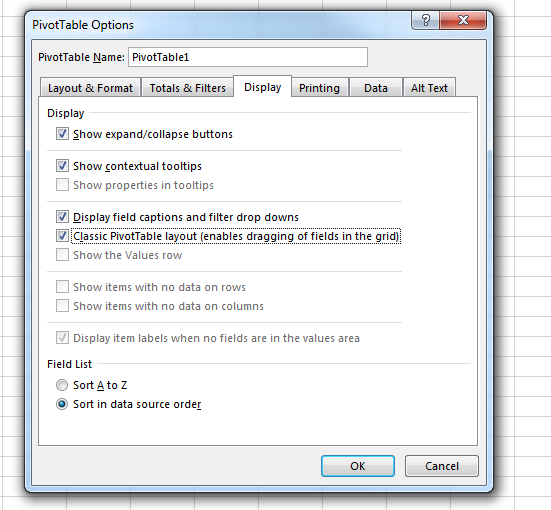 PivotTable Options
PivotTable Name: PivotTable1
Layout & Format Totals & Filters Display Printing Data Alt Text
Display
Show expand/collapse buttons
Show contextual tooltips
Show properties in tooltips
Display field captions and filter drop downs
Classic PivotTable layout (enables dragging of fields in the grid)
Show the Values row
Show items with no data on rows
Show items with no data on columns
Display item labels when no fields are in the values area
Field List
Sort A to Z
Sort in data source order
OK Cancel